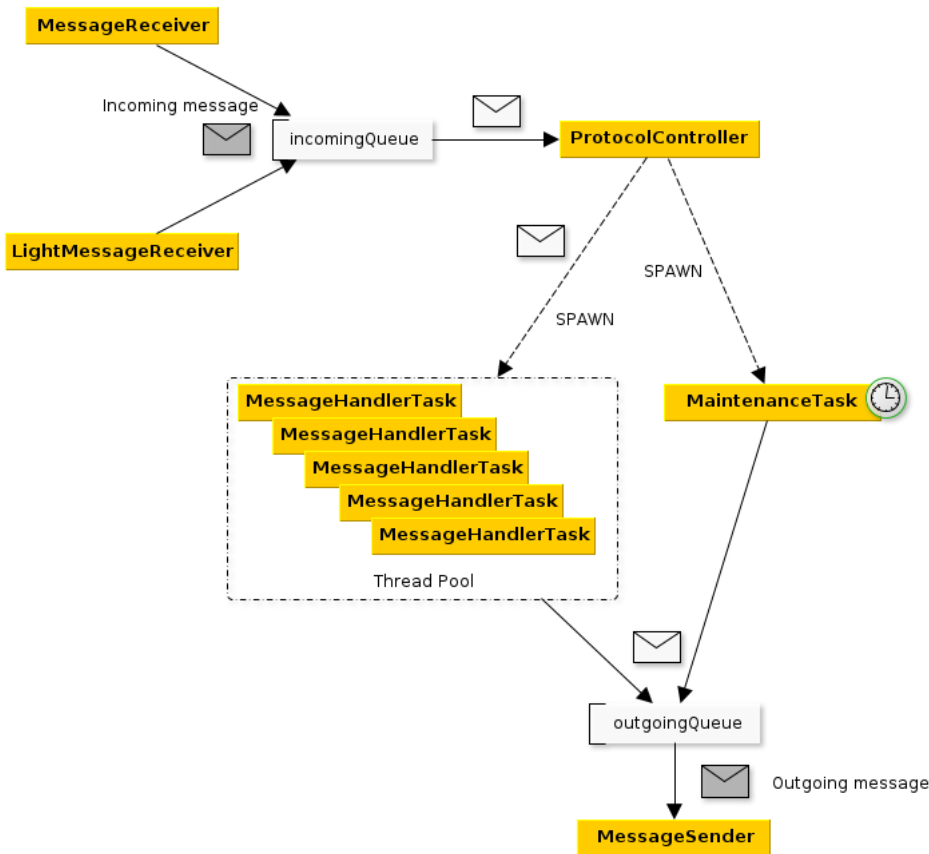 MessageReceiver
Incoming message
incomingQueue
ProtocolController
LightMessageReceiver
SPAWN
SPAWN
MessageHandlerTask
MessageHandlerTask
MessageHandlerTask
MessageHandlerTask
MessageHandlerTask
Thread Pool
MaintenanceTask
outgoingQueue
Outgoing message
MessageSender